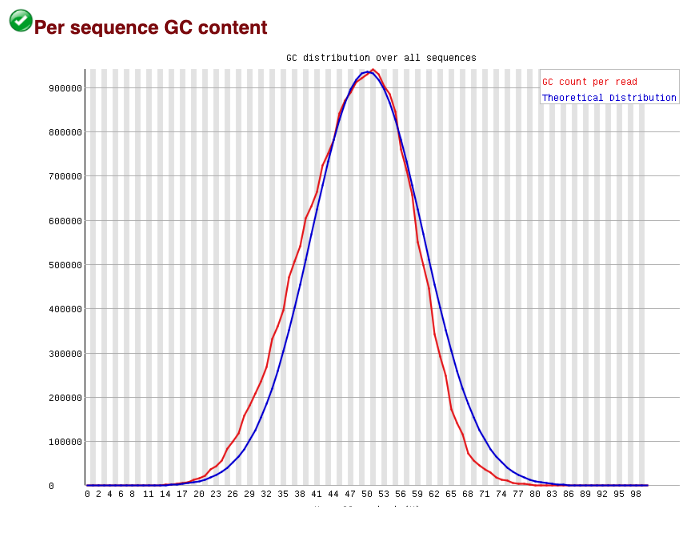 Per sequence GC content
GC distribution over all sequences
GC count per read
Theoretical Distribution
900000
800000
700000
600000
500000
400000
300000
200000
100000
0
0 2 4 6 8 11 14 17 20 23 26 29 32 35 38 41 44 47 50 53 56 59 62 65 68 71 74 77 80 83 86 89 92 95 98